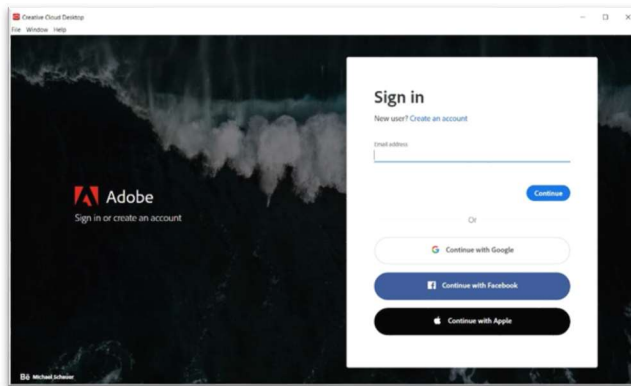 Creative Cloud Desktop
File Window Help
Adobe
Sign in or create an account
Sign in
New user? Create an account
Email address
Continue
Or
Continue with Google
Continue with Facebook
Continue with Apple
Bē Michael Schauer